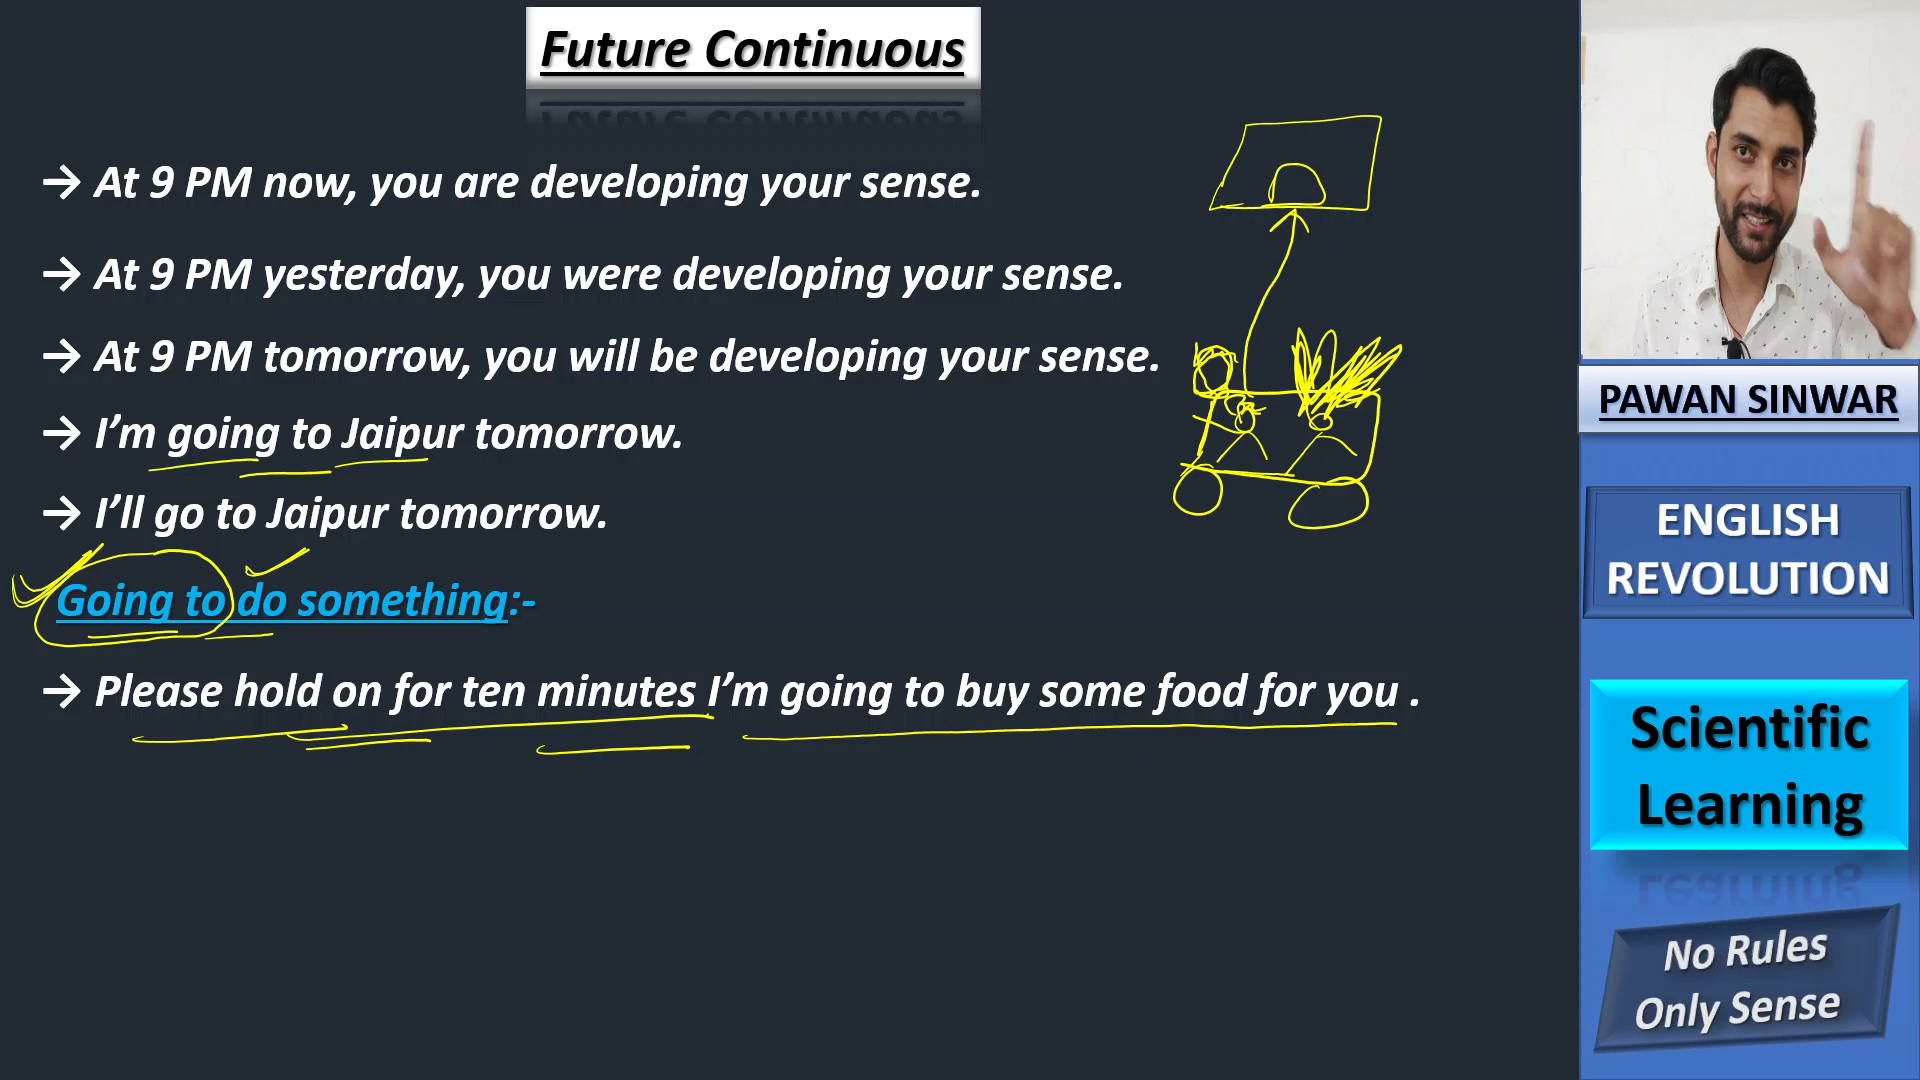 Future Continuous
→ At 9 PM now, you are developing your sense.
→ At 9 PM yesterday, you were developing your sense.
→ At 9 PM tomorrow, you will be developing your sense.
→ I’m going to Jaipur tomorrow.
→ I’ll go to Jaipur tomorrow.
Going to do something:-
→ Please hold on for ten minutes I’m going to buy some food for you .
PAWAN SINWAR
ENGLISH
REVOLUTION
Scientific
Learning
No Rules
Only Sense